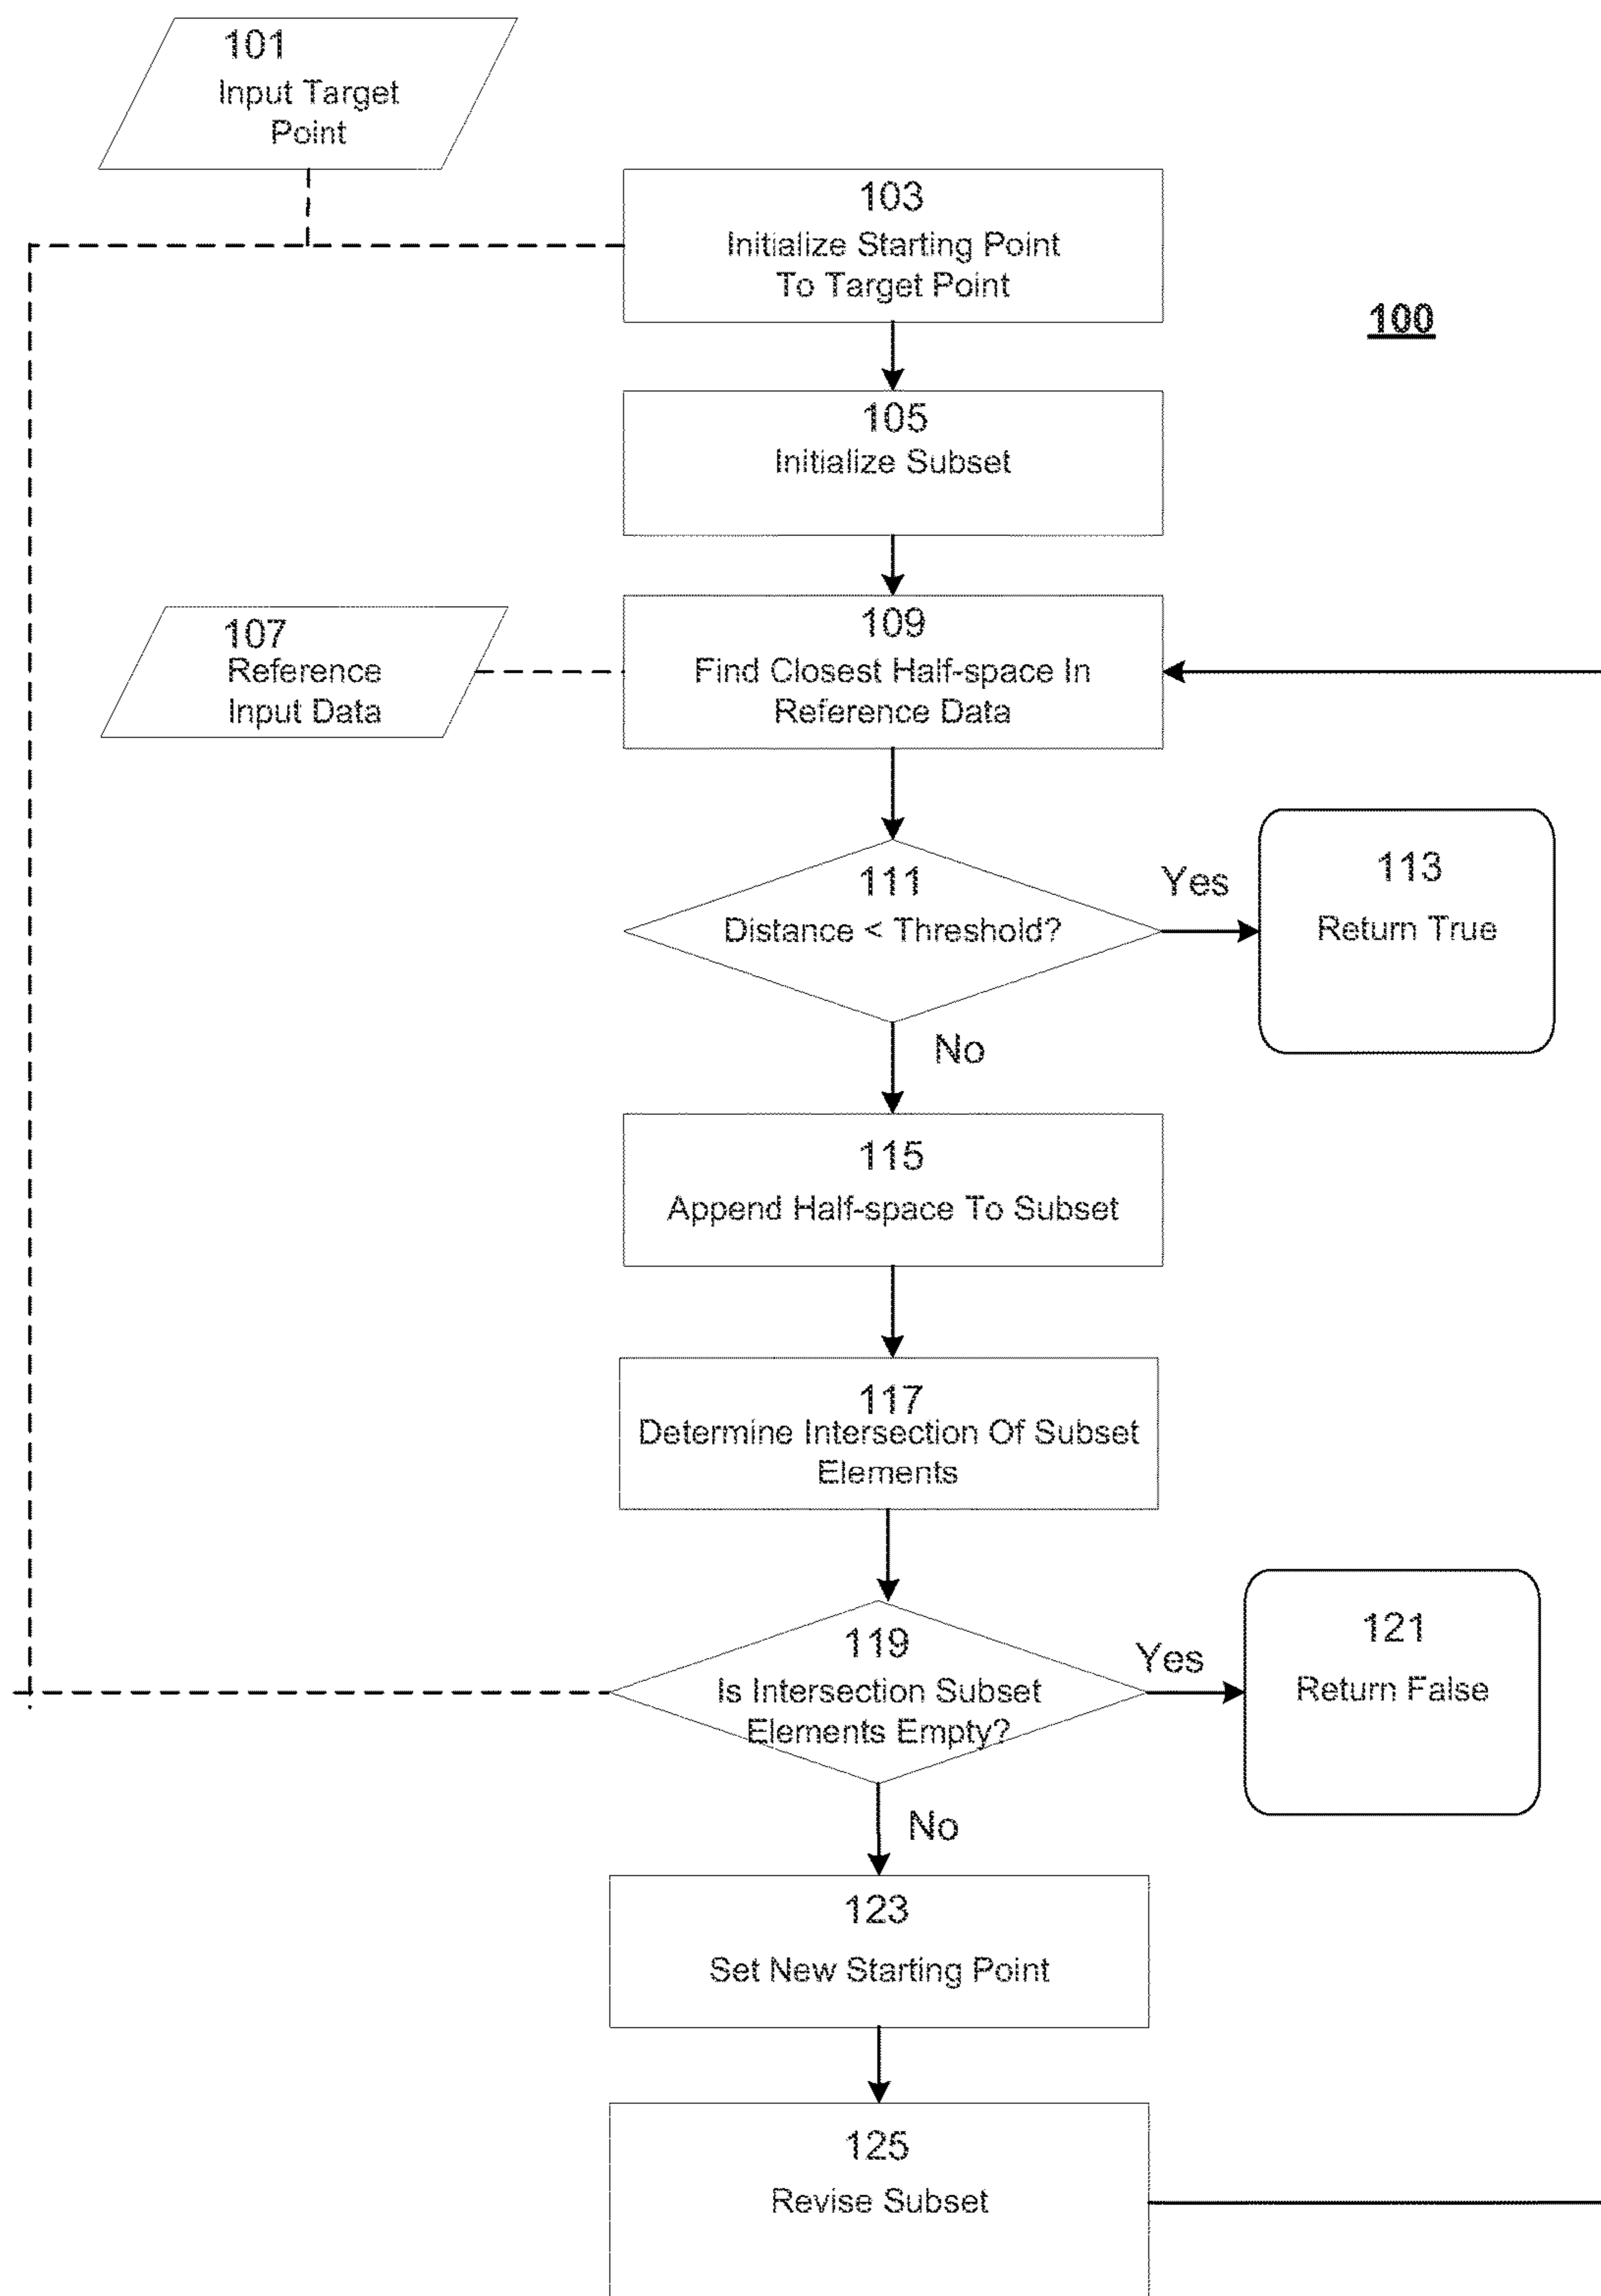 101
Input Target
Point
103
Initialize Starting Point
To Target Point
100
105
Initialize Subset
107
Reference
Input Data
109
Find Closest Half-space In
Reference Data
111
Distance < Threshold?
Yes
113
Return True
No
115
Append Half-space To Subset
117
Determine Intersection Of Subset
Elements
119
Is Intersection Subset
Elements Empty?
Yes
121
Return False
No
123
Set New Starting Point
125
Revise Subset